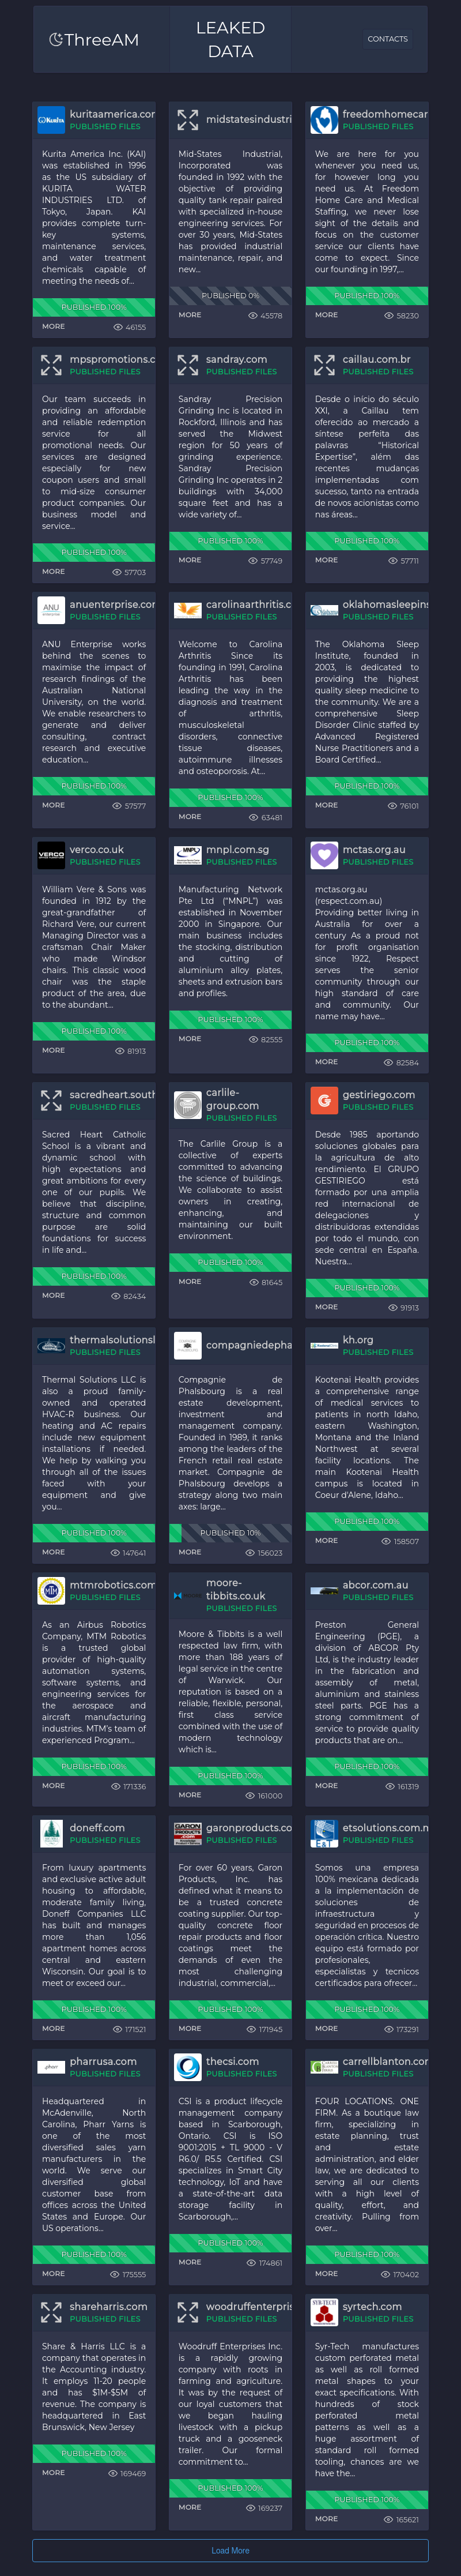 ThreeAM
LEAKED
DATA
CONTACTS
kuritaamerica.com
PUBLISHED FILES
Kurita America Inc. (KAI)
was established in 1996
as the US subsidiary of
KURITA WATER
INDUSTRIES LTD. of
Tokyo, Japan. KAI
provides complete turn-
key systems,
maintenance services,
and water treatment
chemicals capable of
meeting the needs of...
PUBLISHED 100%
MORE
46155
midstatesindustri
Mid-States Industrial,
Incorporated was
founded in 1992 with the
objective of providing
quality tank repair paired
with specialized in-house
engineering services. For
over 30 years, Mid-States
has provided industrial
maintenance, repair, and
new...
PUBLISHED 0%
MORE
45578
freedomhomecar
PUBLISHED FILES
We are here for you
whenever you need us,
for however long you
need us. At Freedom
Home Care and Medical
Staffing, we never lose
sight of the details and
focus on the customer
service our clients have
come to expect. Since
our founding in 1997,...
PUBLISHED 100%
MORE
58230
mpspromotions.c
PUBLISHED FILES
Our team succeeds in
providing an affordable
and reliable redemption
service for all
promotional needs. Our
services are designed
especially for new
coupon users and small
to mid-size consumer
product companies. Our
business model and
service...
PUBLISHED 100%
MORE
57703
sandray.com
PUBLISHED FILES
Sandray Precision
Grinding Inc is located in
Rockford, Illinois and has
served the Midwest
region for 50 years of
grinding experience.
Sandray Precision
Grinding Inc operates in 2
buildings with 34,000
square feet and has a
wide variety of...
PUBLISHED 100%
MORE
57749
caillau.com.br
PUBLISHED FILES
Desde o início do século
XXI, a Caillau tem
oferecido ao mercado a
síntese perfeita das
palavras "Historical
Expertise", além das
recentes mudanças
implementadas com
sucesso, tanto na entrada
de novos acionistas como
nas áreas...
PUBLISHED 100%
MORE
57711
anuenterprise.com
PUBLISHED FILES
ANU Enterprise works
behind the scenes to
maximise the impact of
research findings of the
Australian National
University, on the world.
We enable researchers to
generate and deliver
consulting, contract
research and executive
education...
PUBLISHED 100%
MORE
57577
carolinaarthritis.c
PUBLISHED FILES
Welcome to Carolina
Arthritis Since its
founding in 1991, Carolina
Arthritis has been
leading the way in the
diagnosis and treatment
of arthritis,
musculoskeletal
disorders, connective
tissue diseases,
autoimmune illnesses
and osteoporosis. At...
PUBLISHED 100%
MORE
63481
oklahomasleepins
PUBLISHED FILES
The Oklahoma Sleep
Institute, founded in
2003, is dedicated to
providing the highest
quality sleep medicine to
the community. We are a
comprehensive Sleep
Disorder Clinic staffed by
Advanced Registered
Nurse Practitioners and a
Board Certified...
PUBLISHED 100%
MORE
76101
verco.co.uk
PUBLISHED FILES
William Vere & Sons was
founded in 1912 by the
great-grandfather of
Richard Vere, our current
Managing Director was a
craftsman Chair Maker
who made Windsor
chairs. This classic wood
chair was the staple
product of the area, due
to the abundant...
PUBLISHED 100%
MORE
81913
mnpl.com.sg
PUBLISHED FILES
Manufacturing Network
Pte Ltd ("MNPL") was
established in November
2000 in Singapore. Our
main business includes
the stocking, distribution
and cutting of
aluminium alloy plates,
sheets and extrusion bars
and profiles.
PUBLISHED 100%
MORE
82555
mctas.org.au
PUBLISHED FILES
mctas.org.au
(respect.com.au)
Providing better living in
Australia for over a
century As a proud not
for profit organisation
since 1922, Respect
serves the senior
community through our
high standard of care
and community. Our
name may have...
PUBLISHED 100%
MORE
82584
sacredheart.south
PUBLISHED FILES
Sacred Heart Catholic
School is a vibrant and
dynamic school with
high expectations and
great ambitions for every
one of our pupils. We
believe that discipline,
structure and common
purpose are solid
foundations for success
in life and...
PUBLISHED 100%
MORE
82434
carlile-
group.com
PUBLISHED FILES
The Carlile Group is a
collective of experts
committed to advancing
the science of buildings.
We collaborate to assist
owners in creating,
enhancing, and
maintaining our built
environment.
PUBLISHED 100%
MORE
81645
gestiriego.com
PUBLISHED FILES
Desde 1985 aportando
soluciones globales para
la agricultura de alto
rendimiento. El GRUPO
GESTIRIEGO está
formado por una amplia
red internacional de
delegaciones y
distribuidoras extendidas
por todo el mundo, con
sede central en España.
Nuestra...
PUBLISHED 100%
MORE
91913
thermalsolutionsl
PUBLISHED FILES
Thermal Solutions LLC is
also a proud family-
owned and operated
HVAC-R business. Our
heating and AC repairs
include new equipment
installations if needed.
We help by walking you
through all of the issues
faced with your
equipment and give
you...
PUBLISHED 100%
MORE
147641
compagniedepha
Compagnie de
Phalsbourg is a real
estate development,
investment and
management company.
Founded in 1989, it ranks
among the leaders of the
French retail real estate
market. Compagnie de
Phalsbourg develops a
strategy along two main
axes: large...
PUBLISHED 10%
MORE
156023
kh.org
PUBLISHED FILES
Kootenai Health provides
a comprehensive range
of medical services to
patients in north Idaho,
eastern Washington,
Montana and the Inland
Northwest at several
facility locations. The
main Kootenai Health
campus is located in
Coeur d'Alene, Idaho...
PUBLISHED 100%
MORE
158507
mtmrobotics.com
PUBLISHED FILES
As an Airbus Robotics
Company, MTM Robotics
is a trusted global
provider of high-quality
automation systems,
software systems, and
engineering services for
the aerospace and
aircraft manufacturing
industries. MTM's team of
experienced Program...
PUBLISHED 100%
MORE
171336
moore-
tibbits.co.uk
PUBLISHED FILES
Moore & Tibbits is a well
respected law firm, with
more than 188 years of
legal service in the centre
of Warwick. Our
reputation is based on a
reliable, flexible, personal,
first class service
combined with the use of
modern technology
which is...
PUBLISHED 100%
MORE
161000
abcor.com.au
PUBLISHED FILES
Preston General
Engineering (PGE), a
division of ABCOR Pty
Ltd, is the industry leader
in the fabrication and
assembly of metal,
aluminium and stainless
steel parts. PGE has a
strong commitment of
service to provide quality
products that are on...
PUBLISHED 100%
MORE
161319
doneff.com
PUBLISHED FILES
From luxury apartments
and exclusive active adult
housing to affordable,
moderate family living,
Doneff Companies LLC
has built and manages
more than 1,056
apartment homes across
central and eastern
Wisconsin. Our goal is to
meet or exceed our...
PUBLISHED 100%
MORE
171521
garonproducts.co
PUBLISHED FILES
For over 60 years, Garon
Products, Inc. has
defined what it means to
be a trusted concrete
coating supplier. Our top-
quality concrete floor
repair products and floor
coatings meet the
demands of even the
most challenging
industrial, commercial,...
PUBLISHED 100%
MORE
171945
etsolutions.com.m
PUBLISHED FILES
Somos una empresa
100% mexicana dedicada
a la implementación de
soluciones de
infraestructura y
seguridad en procesos de
operación crítica. Nuestro
equipo está formado por
profesionales,
especialistas y tecnicos
certificados para ofrecer...
PUBLISHED 100%
MORE
173291
pharrusa.com
PUBLISHED FILES
Headquartered in
McAdenville, North
Carolina, Pharr Yarns is
one of the most
diversified sales yarn
manufacturers in the
world. We serve our
diversified global
customer base from
offices across the United
States and Europe. Our
US operations...
PUBLISHED 100%
MORE
175555
thecsi.com
PUBLISHED FILES
CSI is a product lifecycle
management company
based in Scarborough,
Ontario. CSI is ISO
9001:2015 + TL 9000 - V
R6.0/ R5.5 Certified. CSI
specializes in Smart City
technology, IoT and have
a state-of-the-art data
storage facility in
Scarborough,...
PUBLISHED 100%
MORE
174861
carrellblanton.com
PUBLISHED FILES
FOUR LOCATIONS. ONE
FIRM. As a boutique law
firm, specializing in
estate planning, trust
and estate
administration, and elder
law, we are dedicated to
serving all our clients
with a high level of
quality, effort, and
creativity. Pulling from
over...
PUBLISHED 100%
MORE
170402
shareharris.com
PUBLISHED FILES
Share & Harris LLC is a
company that operates in
the Accounting industry.
It employs 11-20 people
and has $1M-$5M of
revenue. The company is
headquartered in East
Brunswick, New Jersey
PUBLISHED 100%
MORE
169469
woodruffenterpris
PUBLISHED FILES
Woodruff Enterprises Inc.
is a rapidly growing
company with roots in
farming and agriculture.
It was by the request of
our loyal customers that
we began hauling
livestock with a pickup
truck and a gooseneck
trailer. Our formal
commitment to...
PUBLISHED 100%
MORE
169237
syrtech.com
PUBLISHED FILES
Syr-Tech manufactures
custom perforated metal
as well as roll formed
metal shapes to your
exact specifications. With
hundreds of stock
perforated metal
patterns as well as a
huge assortment of
standard roll formed
tooling, chances are we
have the...
PUBLISHED 100%
MORE
165621
Load More